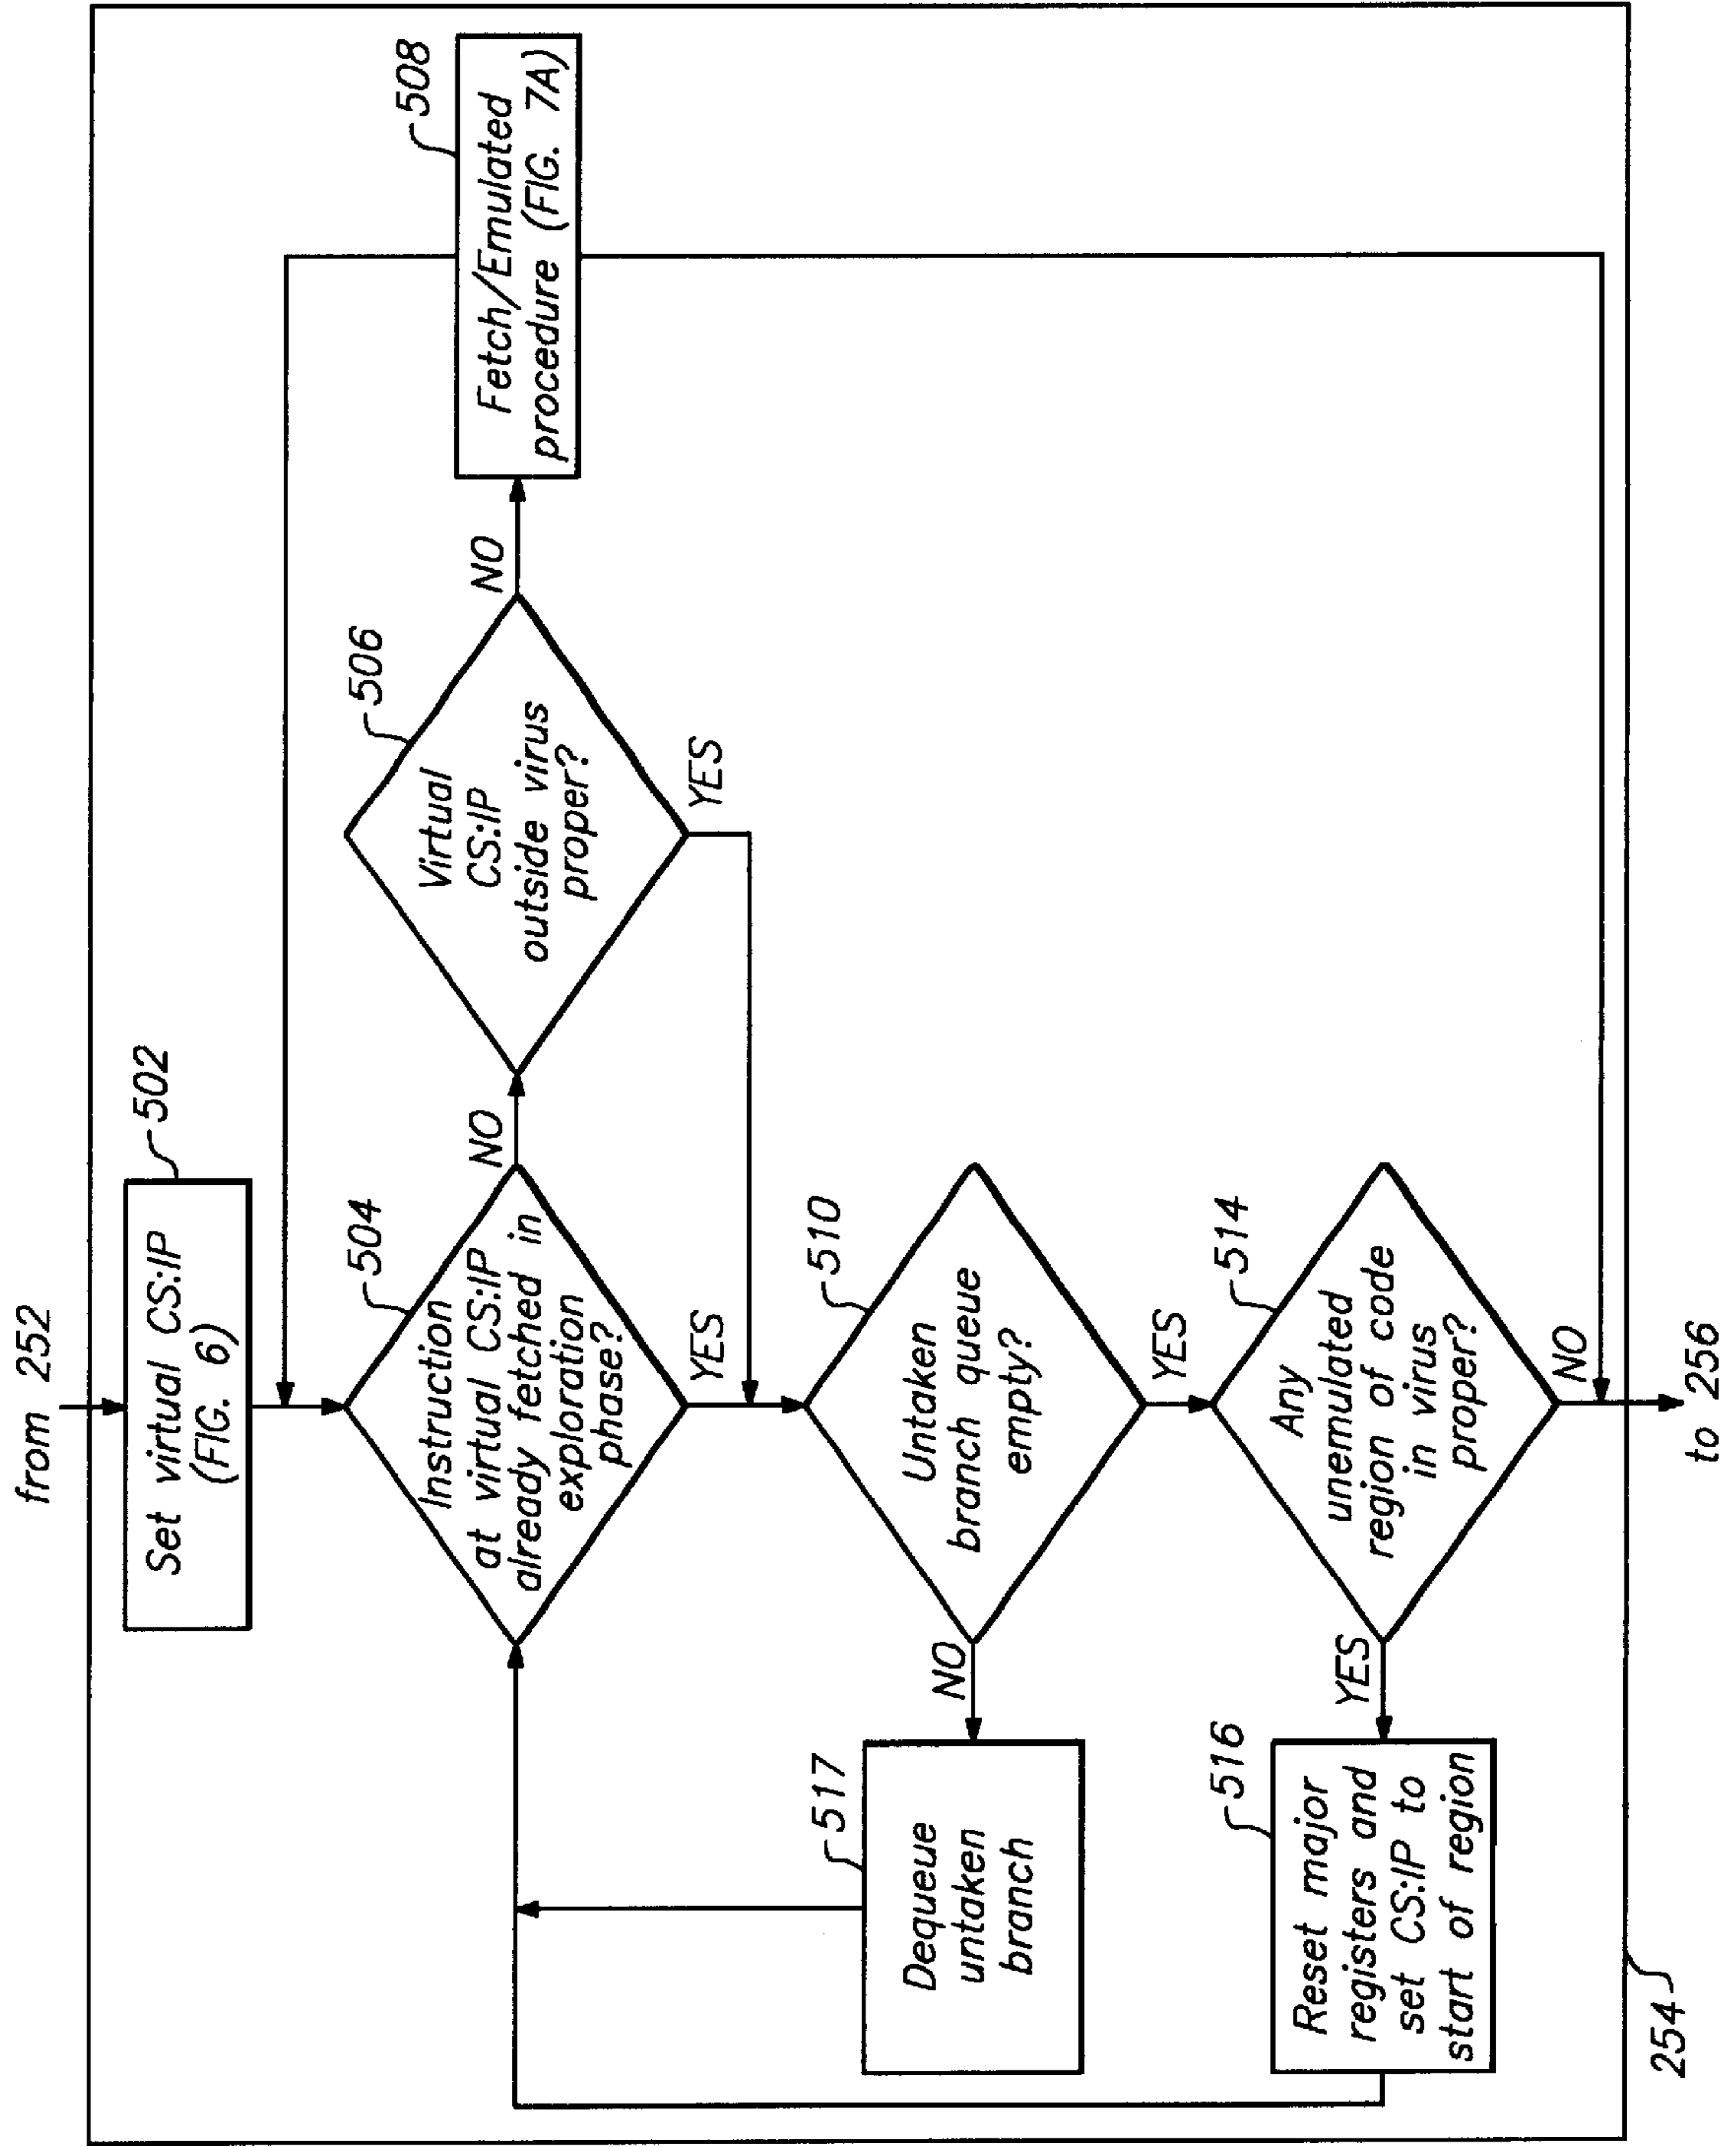 from 252
Set virtual CS:IP
(FIG. 6)
502
Instruction
at virtual CS:IP
already fetched in
exploration
phase?
504
NO
YES
Virtual
CS:IP
outside virus
proper?
506
NO
YES
Fetch/Emulated
procedure (FIG. 7A)
508
Untaken
branch queue
empty?
510
NO
YES
Dequeue
untaken
branch
517
Any
unemulated
region of code
in virus
proper?
514
YES
NO
Reset major
registers and
set CS:IP to
start of region
516
254
to 256